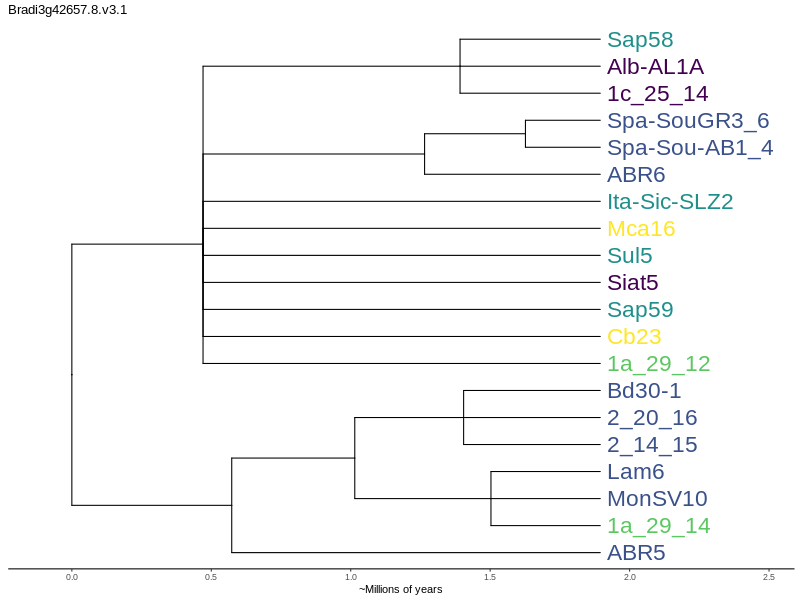 Bradi3g42657.8.v3.1
Sap58
Alb-AL1A
1c_25_14
Spa-SouGR3_6
Spa-Sou-AB1_4
ABR6
Ita-Sic-SLZ2
Mca16
Sul5
Siat5
Sap59
Cb23
1a_29_12
Bd30-1
2_20_16
2_14_15
Lam6
MonSV10
1a_29_14
ABR5
0.0 0.5 1.0 1.5 2.0 2.5
~Millions of years